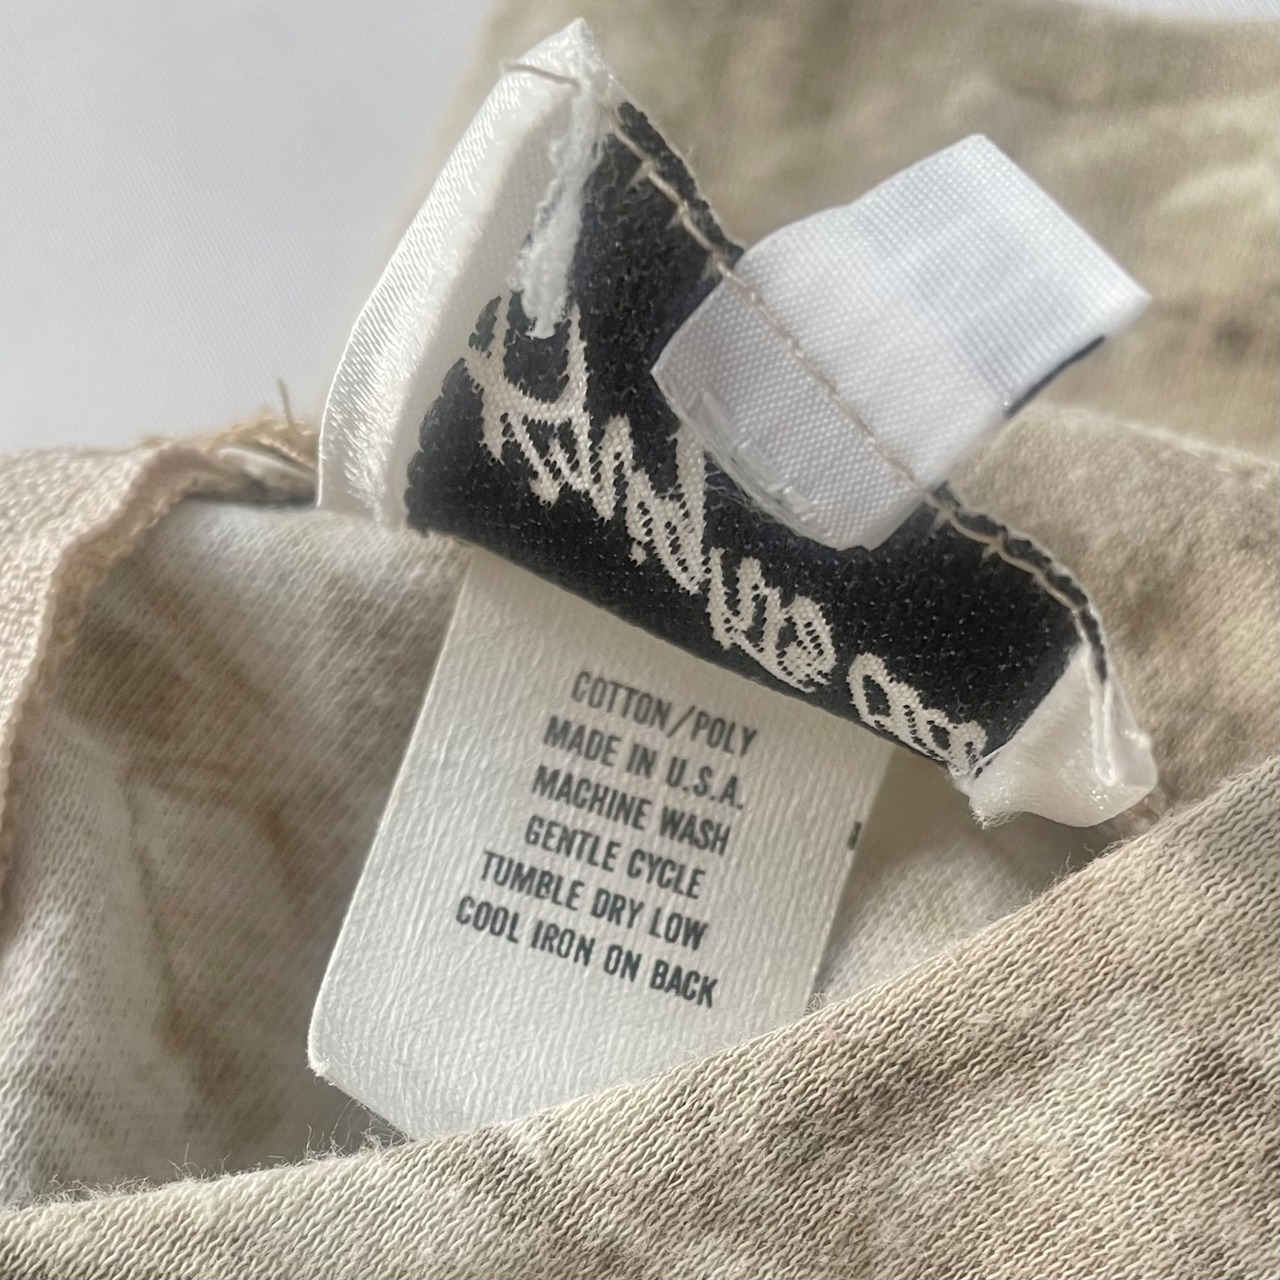 COTTON/POLY
MADE IN U.S.A.
MACHINE WASH
GENTLE CYCLE
TUMBLE DRY LOW
COOL IRON ON BACK